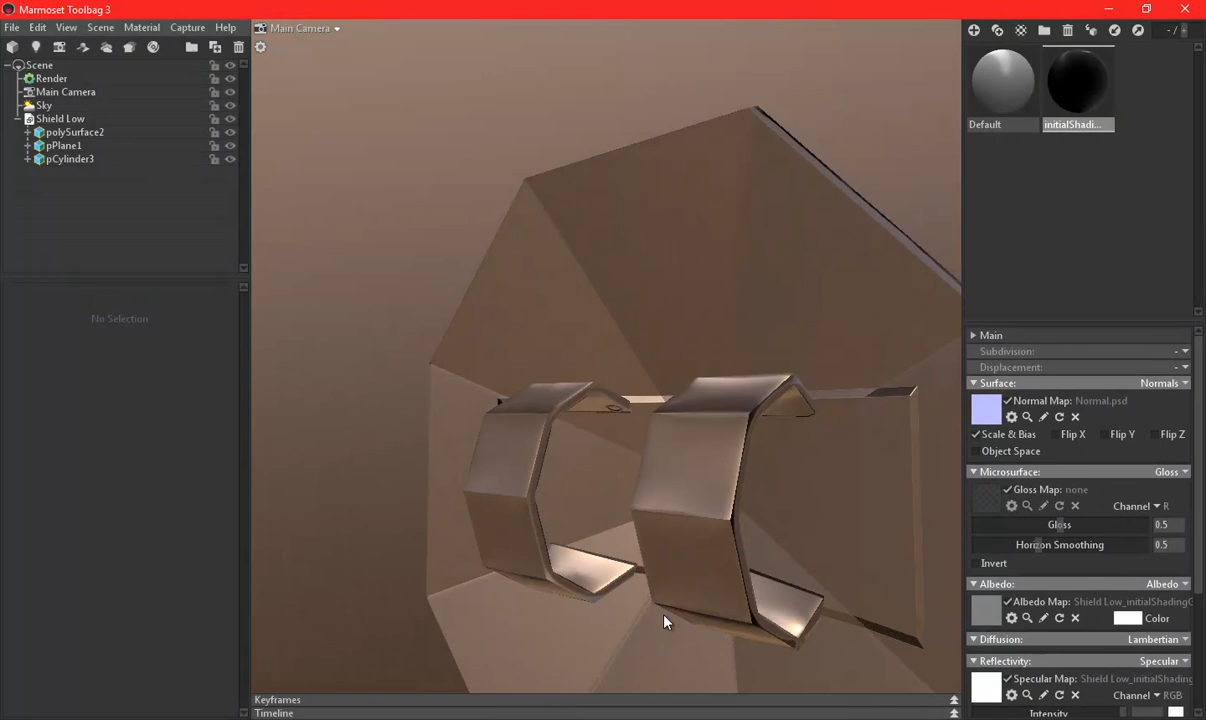 Marmoset Toolbag 3
File Edit View Scene Material Capture Help
Main Camera
- /
Scene
Render
Main Camera
Sky
Shield Low
polySurface2
pPlane1
pCylinder3
No Selection
Default
initialShadi...
Main
Subdivision: -
Displacement: -
Surface: Normals
Normal Map: Normal.psd
Scale & Bias Flip X Flip Y Flip Z
Object Space
Microsurface: Gloss
Gloss Map: none
Channel R
Gloss 0.5
Horizon Smoothing 0.5
Invert
Albedo: Albedo
Albedo Map: Shield Low_initialShadingG
Color
Diffusion: Lambertian
Reflectivity: Specular
Specular Map: Shield Low_initialShading
Channel RGB
Intensity
Keyframes
Timeline